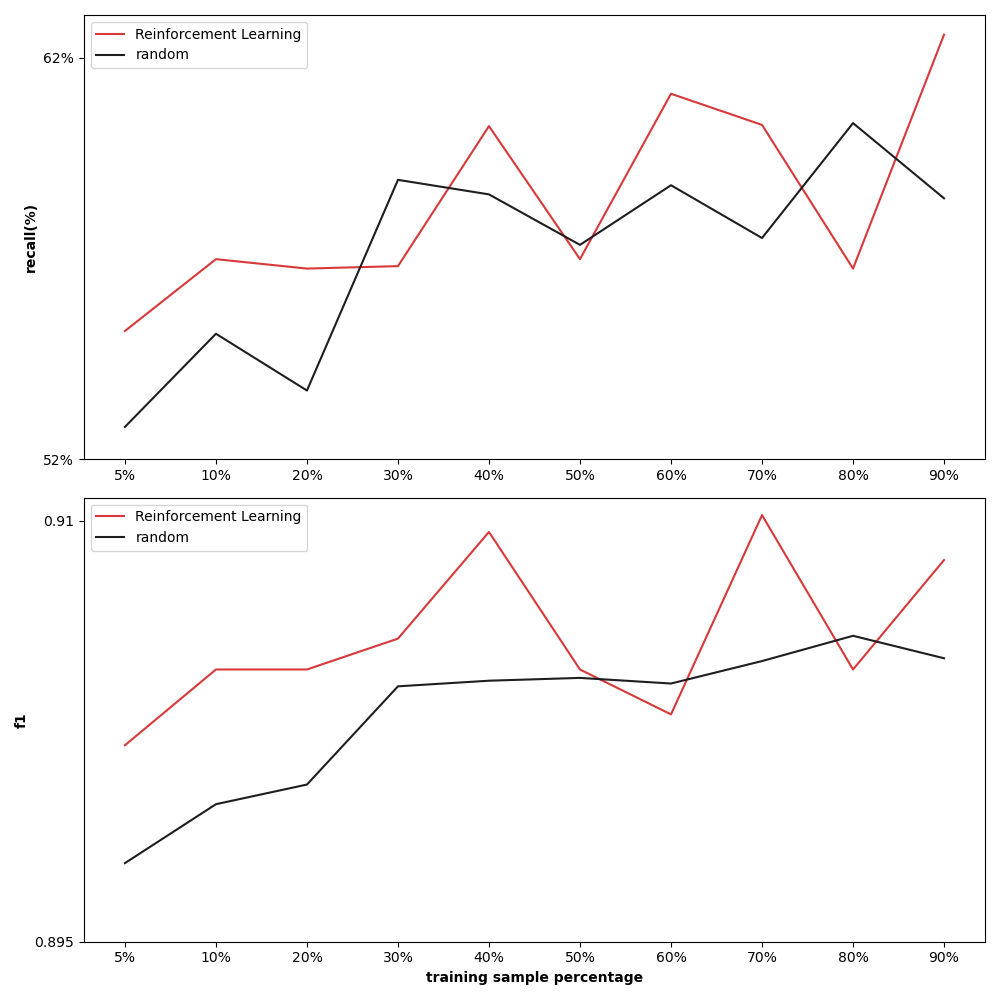 Reinforcement Learning
random
62%
52%
recall(%)
5% 10% 20% 30% 40% 50% 60% 70% 80% 90%
Reinforcement Learning
random
0.91
0.895
f1
5% 10% 20% 30% 40% 50% 60% 70% 80% 90%
training sample percentage